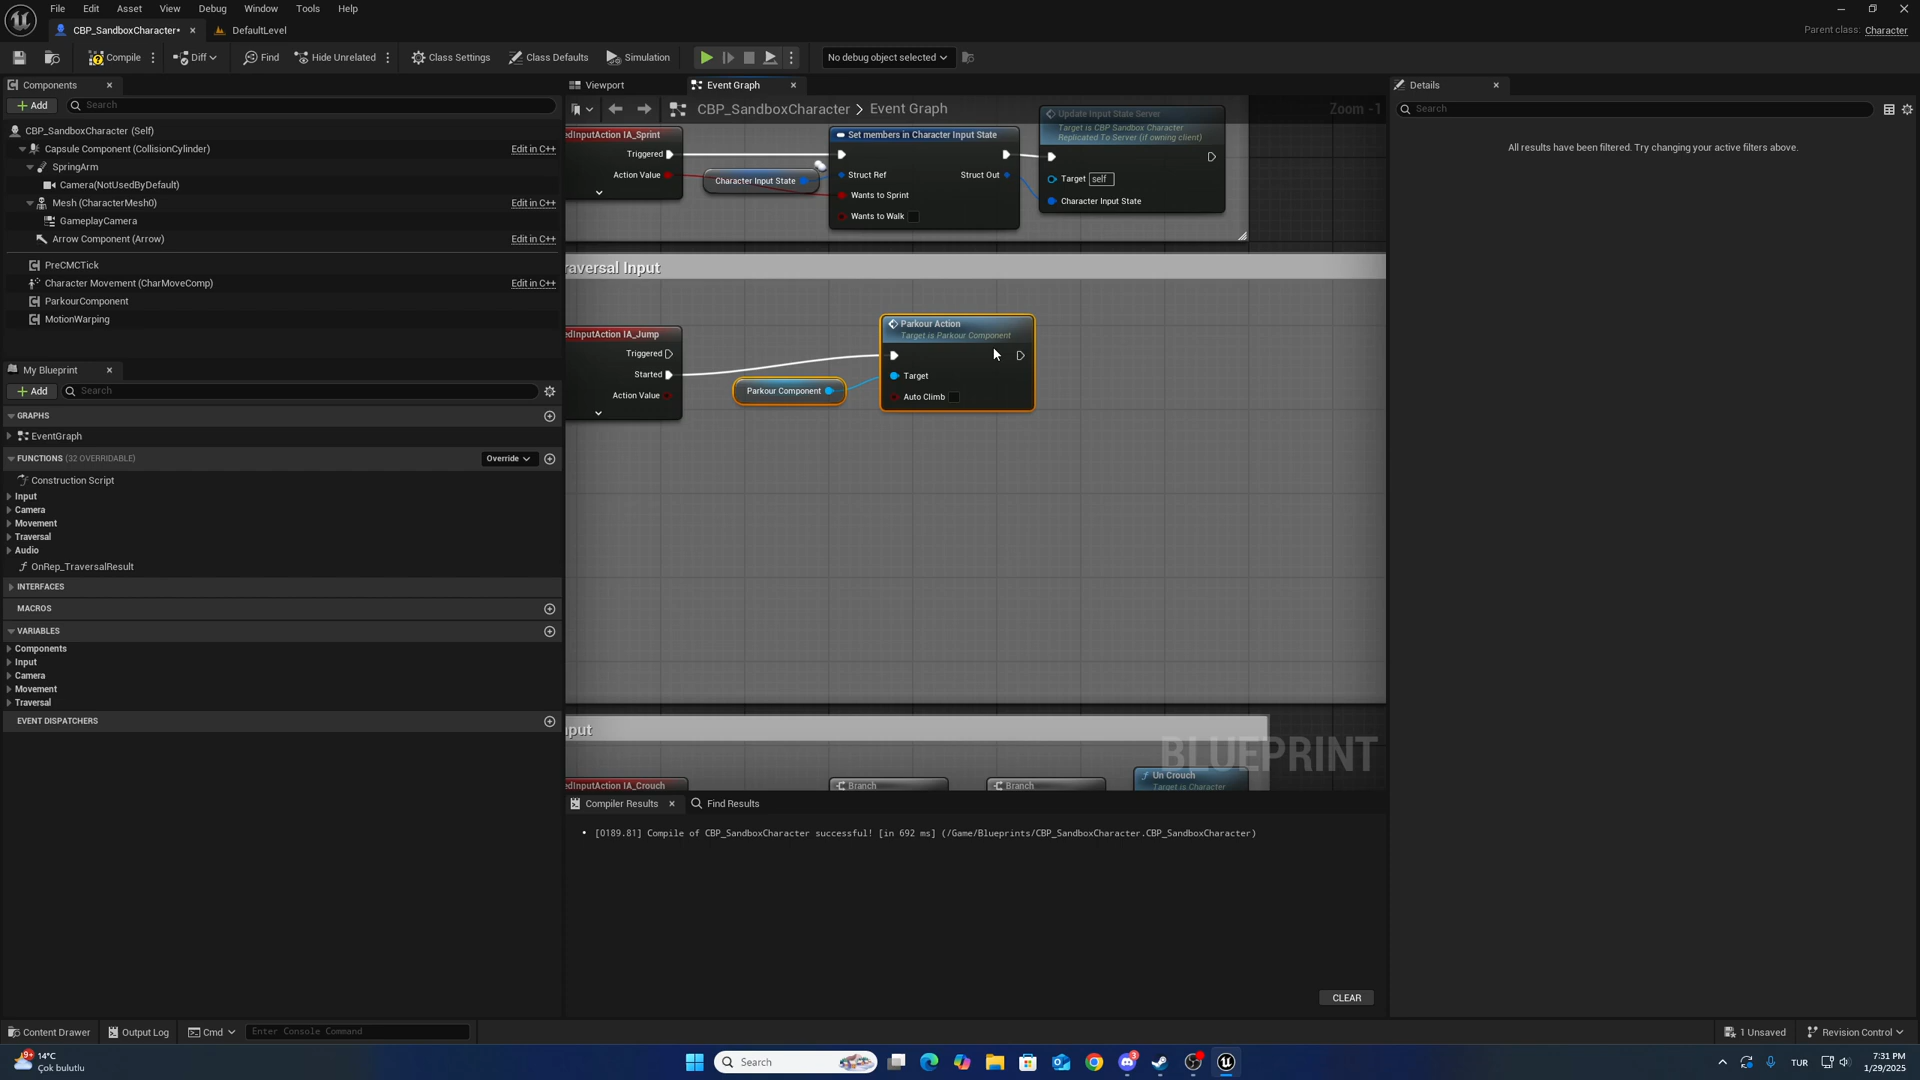 File Edit Asset View Debug Window Tools Help
CBP_SandboxCharacter*
DefaultLevel
Parent class: Character
Compile
Diff
Find
Hide Unrelated
Class Settings
Class Defaults
Simulation
No debug object selected
Components
Add
Search
CBP_SandboxCharacter (Self)
Capsule Component (CollisionCylinder) Edit in C++
SpringArm
Camera(NotUsedByDefault)
Mesh (CharacterMesh0) Edit in C++
GameplayCamera
Arrow Component (Arrow) Edit in C++
PreCMCTick
Character Movement (CharMoveComp) Edit in C++
ParkourComponent
MotionWarping
My Blueprint
Add
Search
GRAPHS
EventGraph
FUNCTIONS (32 OVERRIDABLE) Override
Construction Script
Input
Camera
Movement
Traversal
Audio
OnRep_TraversalResult
INTERFACES
MACROS
VARIABLES
Components
Input
Camera
Movement
Traversal
EVENT DISPATCHERS
Viewport
Event Graph
CBP_SandboxCharacter > Event Graph
Zoom -1
edInputAction IA_Sprint
Triggered
Action Value
Character Input State
Set members in Character Input State
Struct Ref Struct Out
Wants to Sprint
Wants to Walk
Update Input State Server
Target is CBP Sandbox Character
Replicated To Server (if owning client)
Target self
Character Input State
raversal Input
edInputAction IA_Jump
Triggered
Started
Action Value
Parkour Component
Parkour Action
Target is Parkour Component
Target
Auto Climb
nput
edInputAction IA_Crouch
Branch
Branch
Un Crouch
Target is Character
BLUEPRINT
Compiler Results
Find Results
[0189.81] Compile of CBP_SandboxCharacter successful! [in 692 ms] (/Game/Blueprints/CBP_SandboxCharacter.CBP_SandboxCharacter)
CLEAR
Details
Search
All results have been filtered. Try changing your active filters above.
Content Drawer
Output Log
Cmd
Enter Console Command
1 Unsaved
Revision Control
9+
14°C
Çok bulutlu
Search
3
TUR
7:31 PM
1/29/2025